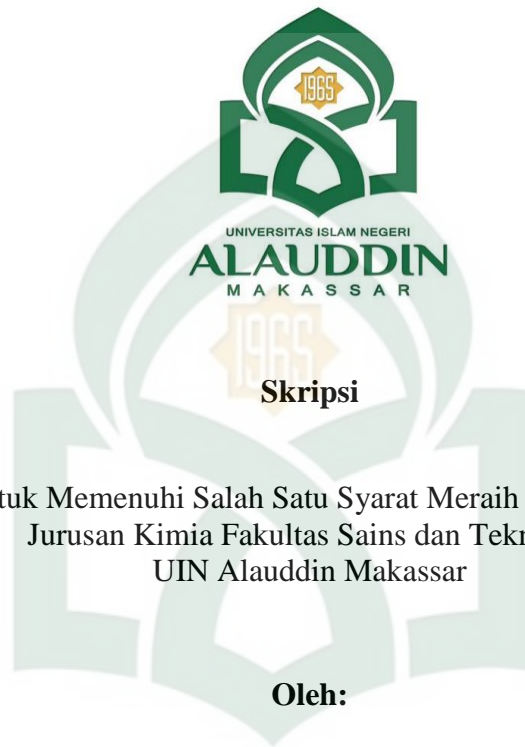 1965
UNIVERSITAS ISLAM NEGERI
ALAUDDIN
MAKASSAR
1965
Skripsi
tuk Memenuhi Salah Satu Syarat Meraih
Jurusan Kimia Fakultas Sains dan Tekn
UIN Alauddin Makassar
Oleh: